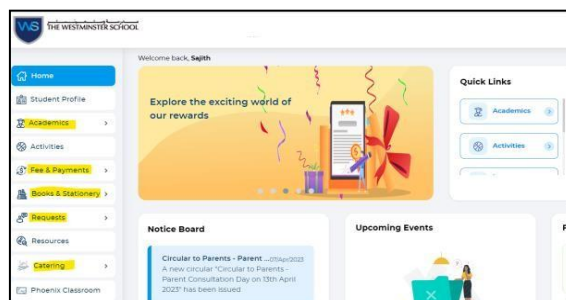 WS THE WESTMINSTER SCHOOL
Welcome back, Sajith
Home
Student Profile
Academics
Activities
Fee & Payments
Books & Stationery
Requests
Resources
Catering
Phoenix Classroom
Explore the exciting world of
our rewards
Quick Links
Academics
Activities
Notice Board
Circular to Parents - Parent ...07/Apr/2023
A new circular "Circular to Parents -
Parent Consultation Day on 13th April
2023" has been issued
Upcoming Events